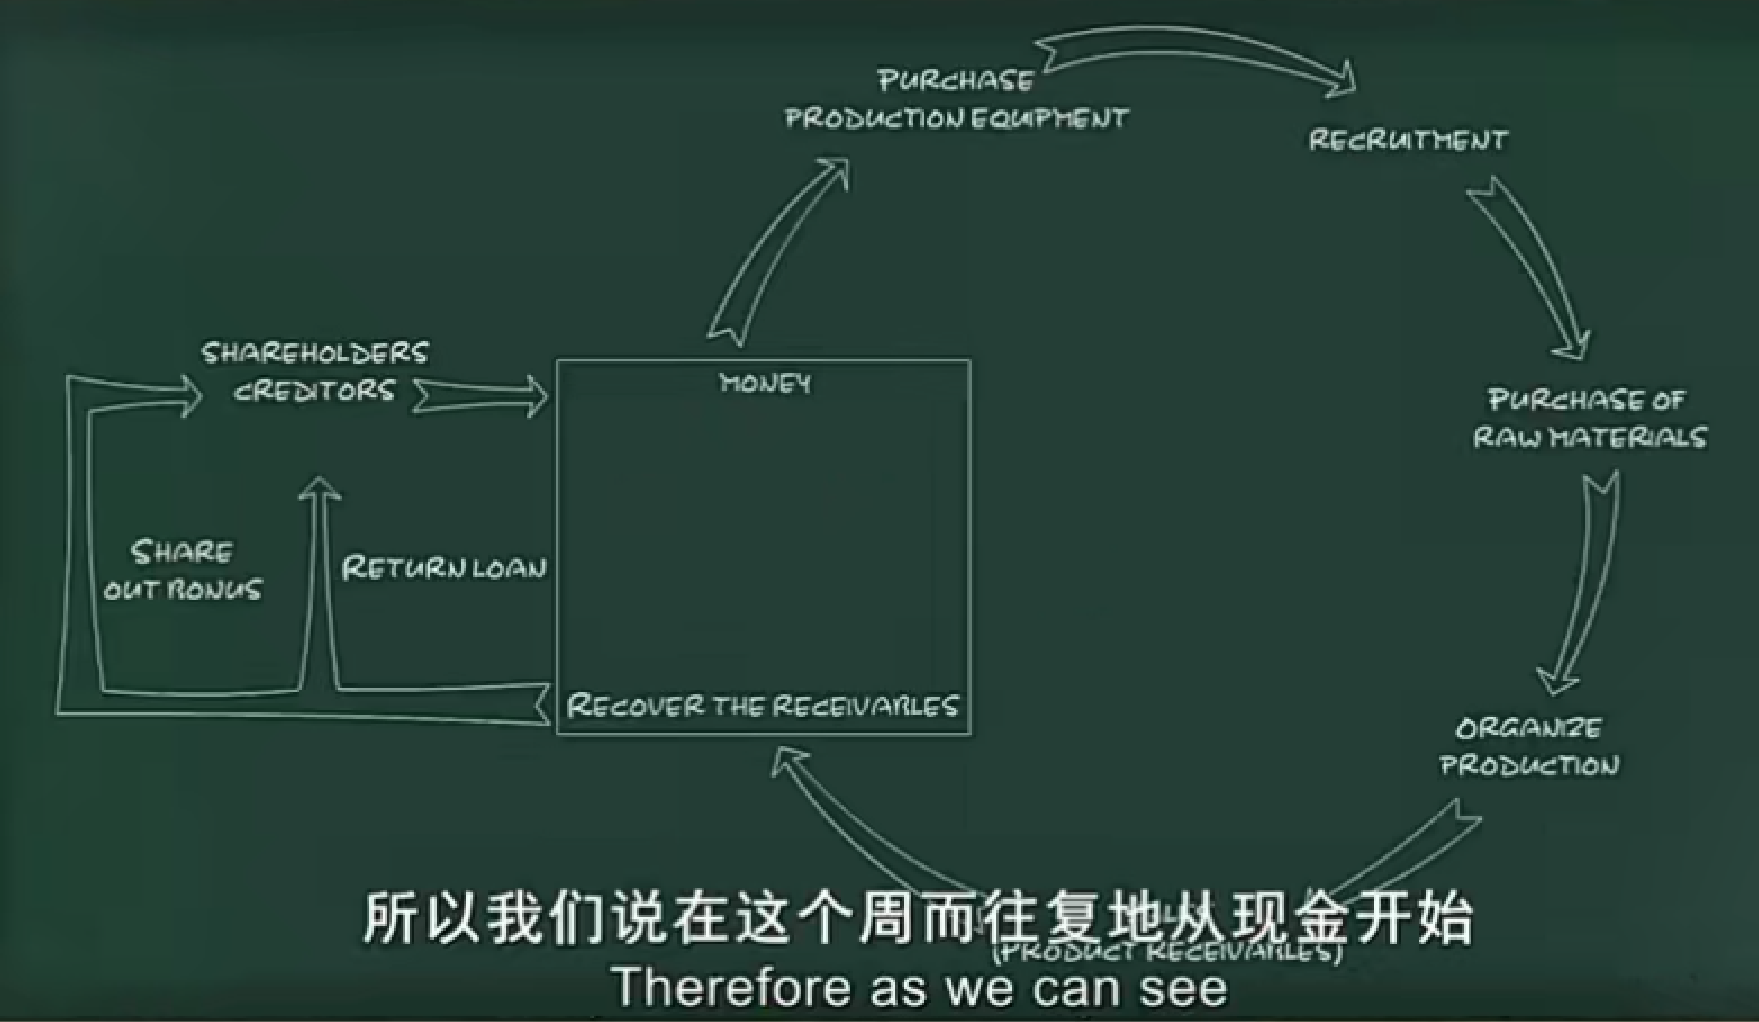 PURCHASE
PRODUCTION EQUIPMENT
RECRUITMENT
SHAREHOLDERS
CREDITORS
MONEY
PURCHASE OF
RAW MATERIALS
SHARE
OUT BONUS
RETURN LOAN
RECOVER THE RECEIVABLES
ORGANIZE
PRODUCTION
(PRODUCT RECEIVABLES)
所以我们说在这个周而往复地从现金开始
Therefore as we can see